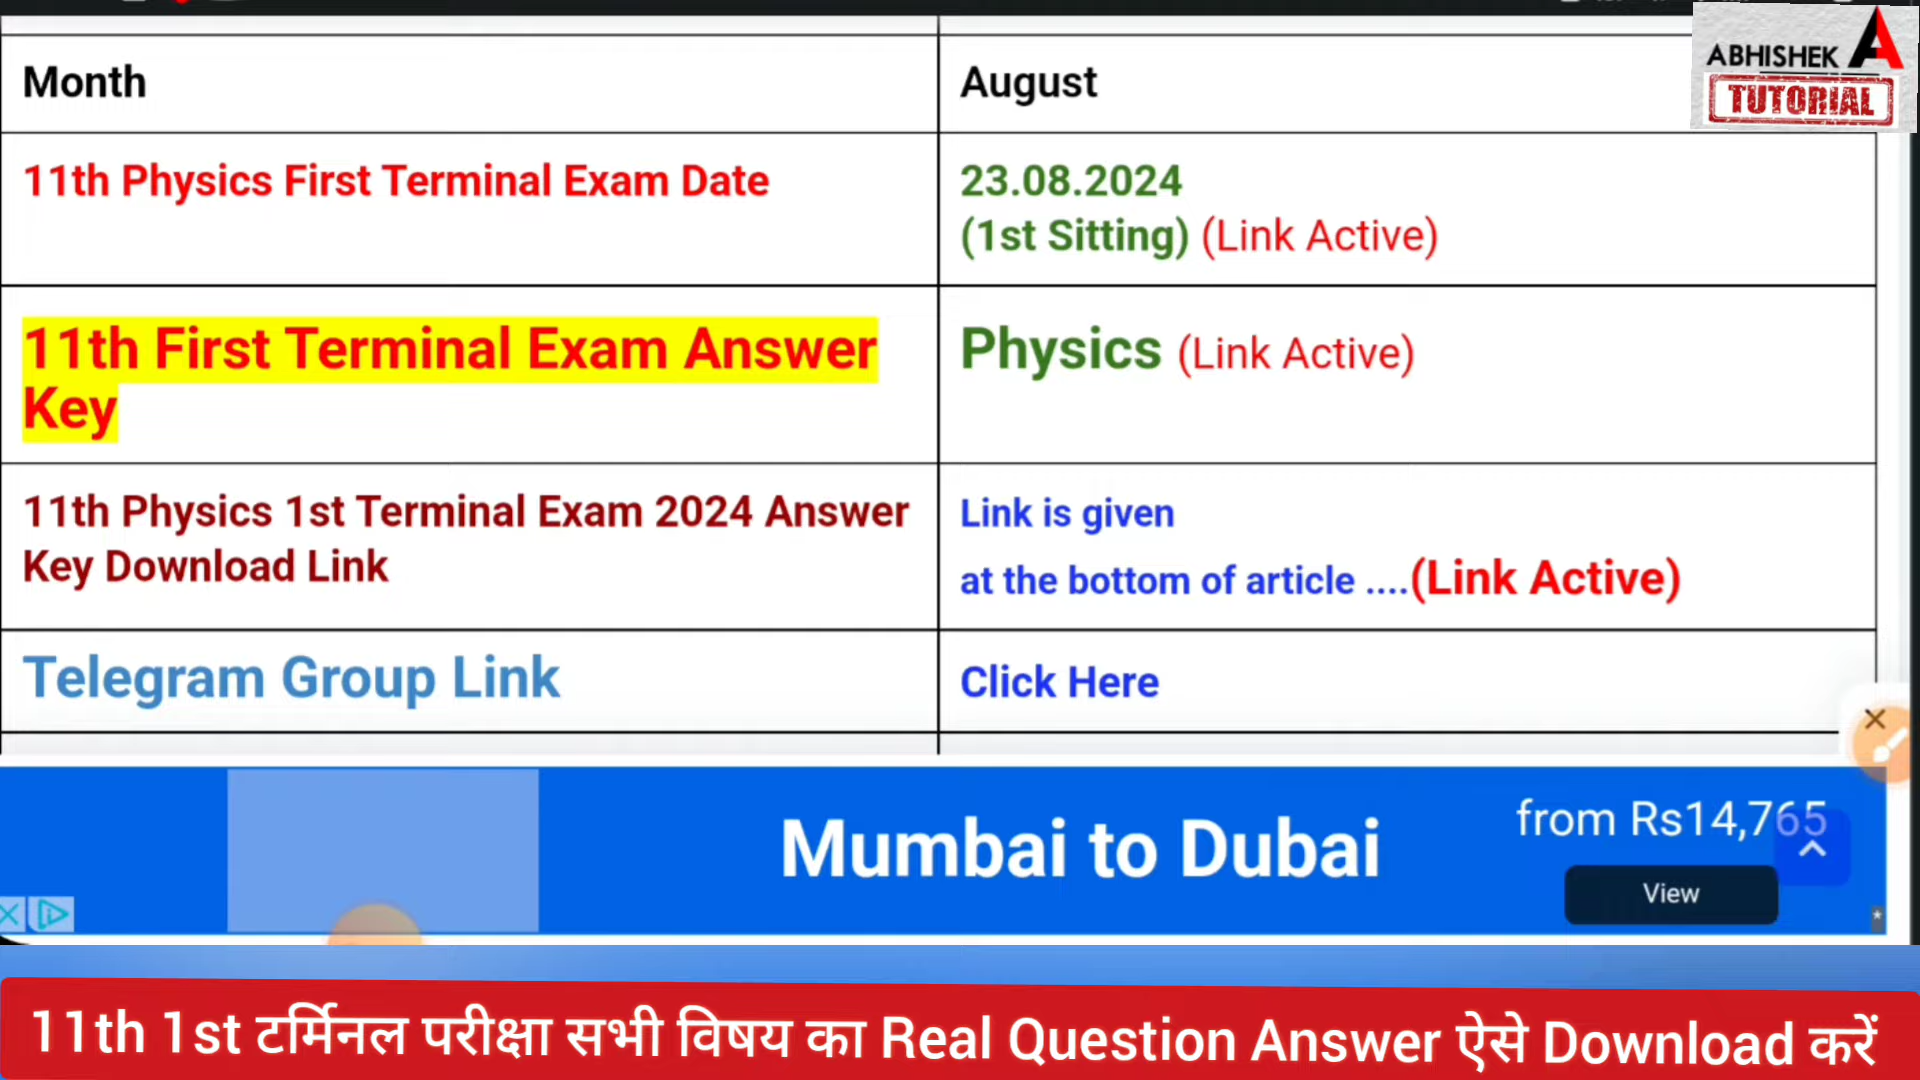 ABHISHEK
TUTORIAL
Month
August
11th Physics First Terminal Exam Date
23.08.2024
(1st Sitting) (Link Active)
11th First Terminal Exam Answer
Key
Physics (Link Active)
11th Physics 1st Terminal Exam 2024 Answer
Key Download Link
Link is given
at the bottom of article ....(Link Active)
Telegram Group Link
Click Here
Mumbai to Dubai
from Rs14,765
View
11th 1st टर्मिनल परीक्षा सभी विषय का Real Question Answer ऐसे Download करें